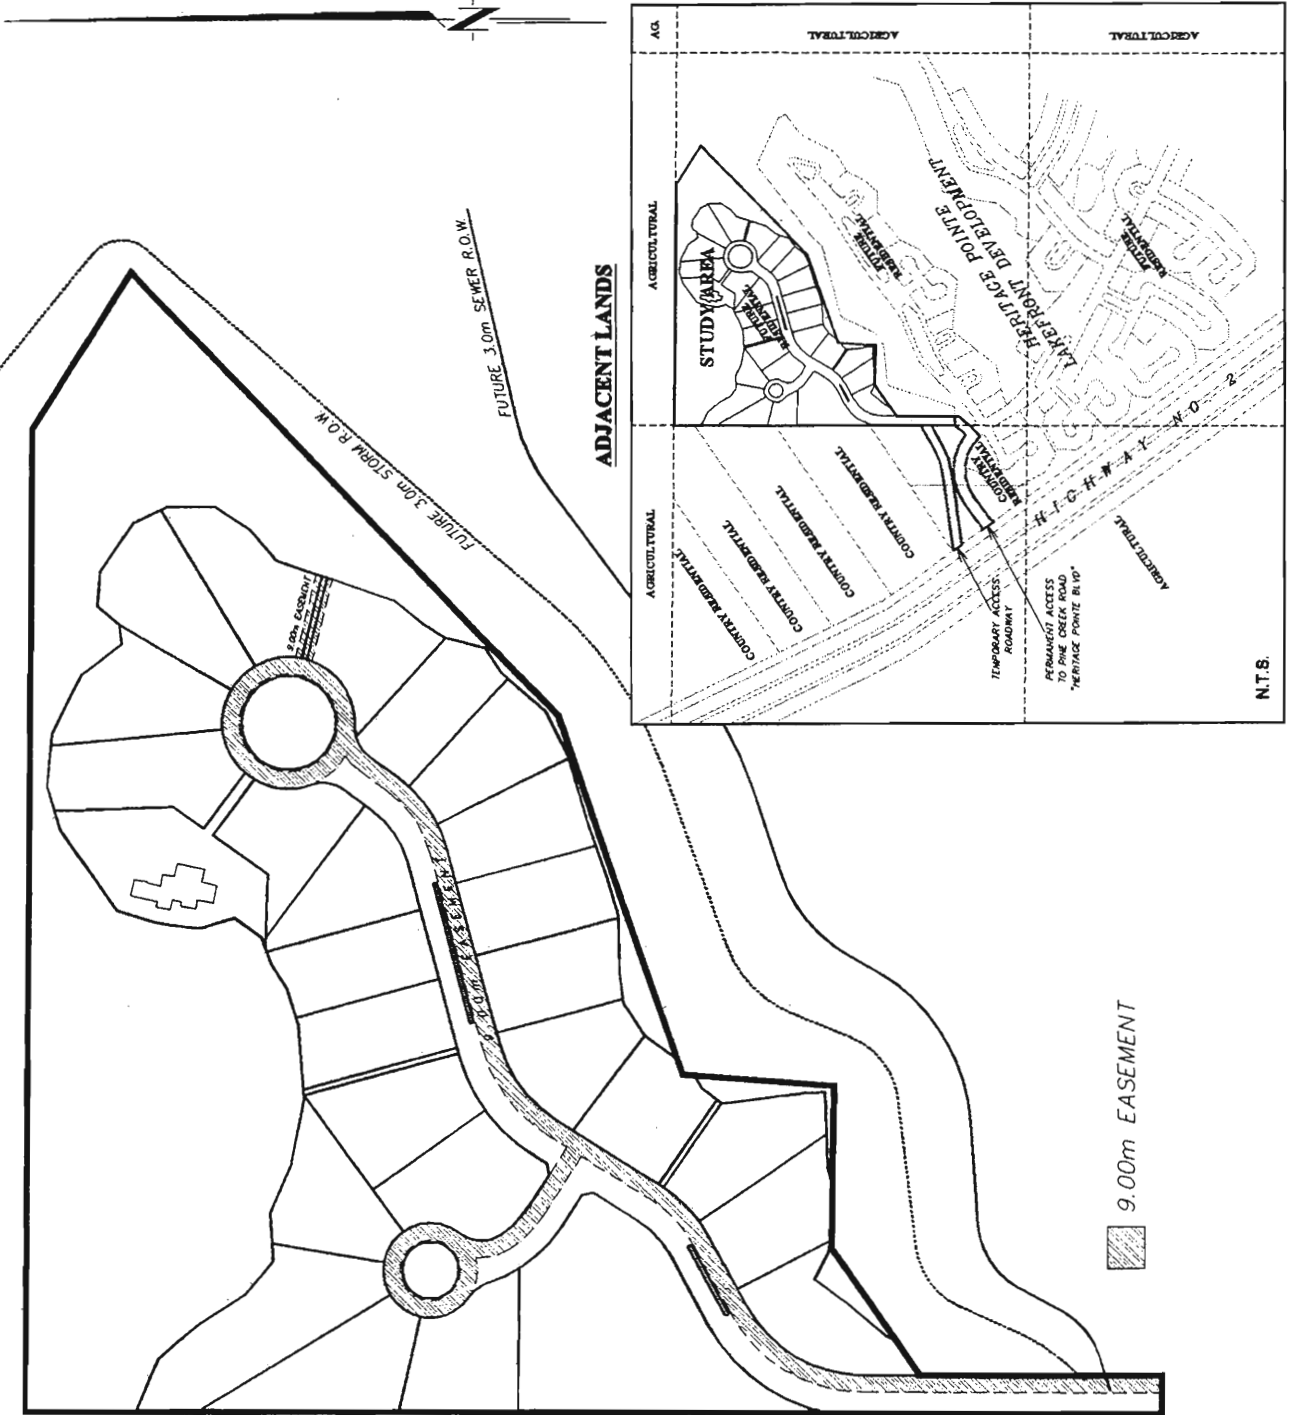 N
FUTURE 3.0m STORM R.O.W.
FUTURE 3.0m SEWER R.O.W.
9.00m EASEMENT
9.00m EASEMENT
9.00m EASEMENT
ADJACENT LANDS
AG.
AGRICULTURAL
AGRICULTURAL
AGRICULTURAL
AGRICULTURAL
STUDY AREA
FUTURE
RESIDENTIAL
FUTURE
RESIDENTIAL
HERITAGE POINTE
LAKEFRONT DEVELOPMENT
FUTURE
RESIDENTIAL
COUNTRY RESIDENTIAL
COUNTRY RESIDENTIAL
COUNTRY RESIDENTIAL
COUNTRY RESIDENTIAL
COUNTRY
RESIDENTIAL
HIGHWAY NO 2
AGRICULTURAL
TEMPORARY ACCESS
ROADWAY
PERMANENT ACCESS
TO PINE CREEK ROAD
"HERITAGE POINTE BLVD"
N.T.S.